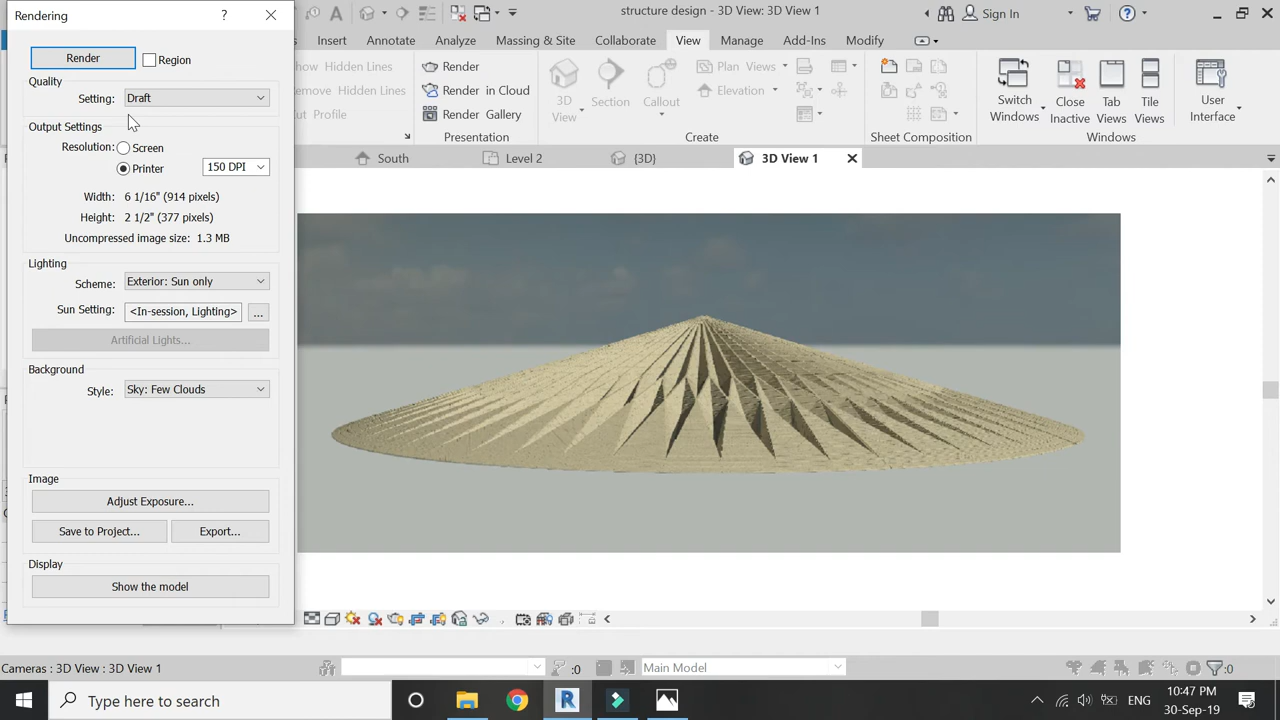 Rendering
?
structure design - 3D View: 3D View 1
Sign In
Insert
Annotate
Analyze
Massing & Site
Collaborate
View
Manage
Add-Ins
Modify
Render
Region
Quality
Setting:
Draft
Output Settings
Resolution:
Screen
Printer
150 DPI
Width:
6 1/16" (914 pixels)
Height:
2 1/2" (377 pixels)
Uncompressed image size:
1.3 MB
Lighting
Scheme:
Exterior: Sun only
Sun Setting:
<In-session, Lighting>
...
Artificial Lights...
Background
Style:
Sky: Few Clouds
Image
Adjust Exposure...
Save to Project...
Export...
Display
Show the model
Hidden Lines
Hidden Lines
Render
Render in Cloud
Render Gallery
Presentation
3D
View
Section
Callout
Plan Views
Elevation
Create
Sheet Composition
Switch
Windows
Close
Inactive
Tab
Views
Tile
Views
Windows
User
Interface
South
Level 2
{3D}
3D View 1
Cameras : 3D View : 3D View 1
:0
Main Model
:0
Type here to search
ENG
10:47 PM
30-Sep-19